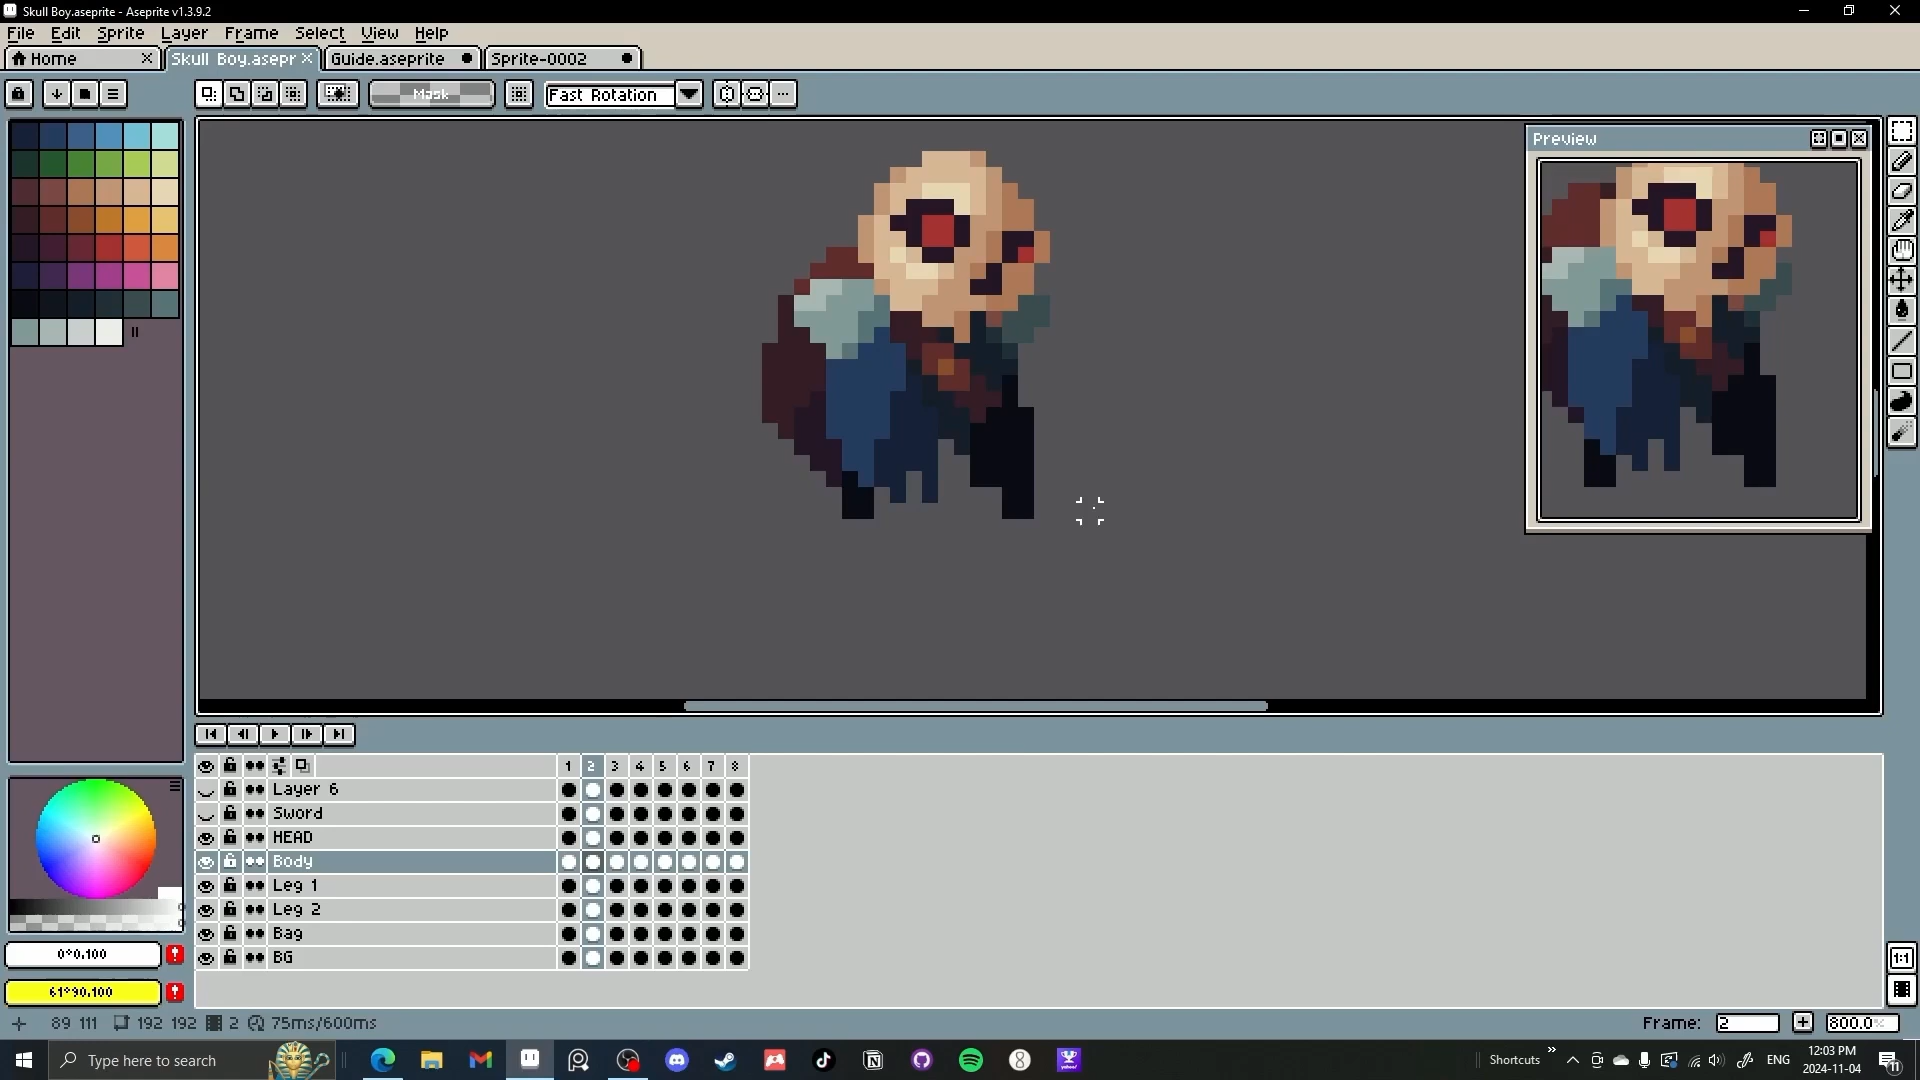 Skull Boy.aseprite - Aseprite v1.3.9.2
File Edit Sprite Layer Frame Select View Help
Home Skull Boy.asepr Guide.aseprite Sprite-0002
Mask Fast Rotation
Preview
1 2 3 4 5 6 7 8
Layer 6
Sword
HEAD
Body
Leg 1
Leg 2
Bag
BG
0°0,100
61°90,100
1:1
89 111 192 192 2 75ms/600ms Frame: 2 800.0%
Type here to search Shortcuts ENG 12:03 PM
2024-11-04 11